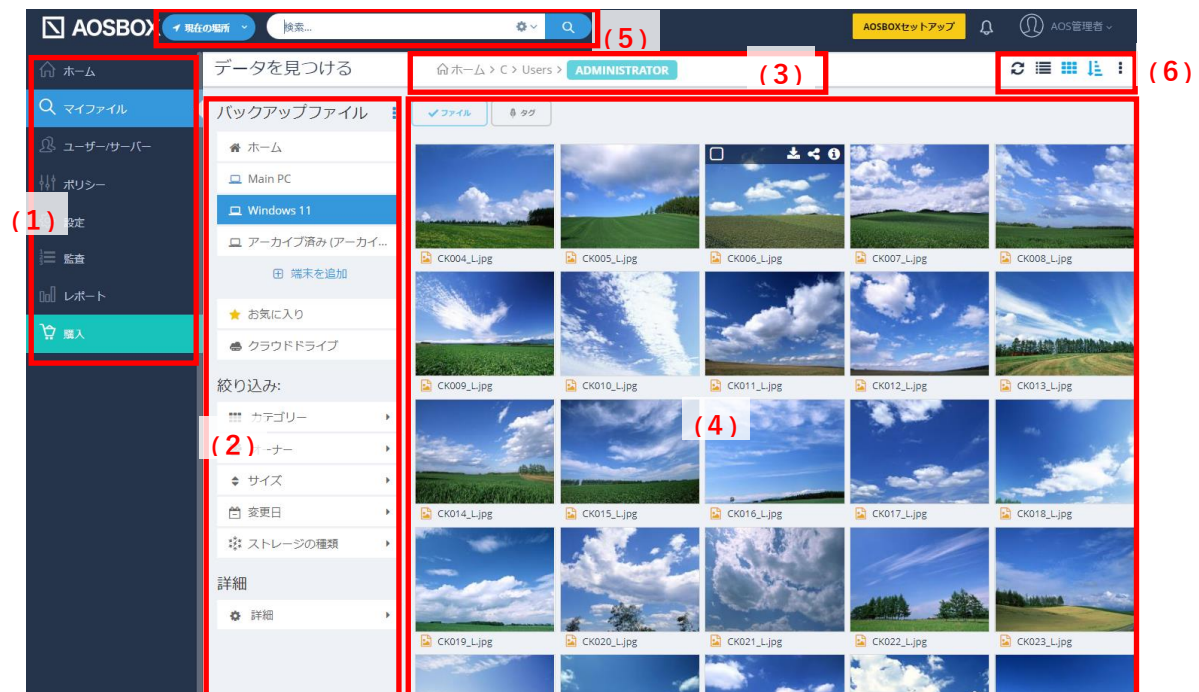 AOSBOX
現在の場所
検索...
(5)
AOSBOXセットアップ
AOS管理者
ホーム
マイファイル
ユーザー/サーバー
ポリシー
(1)
設定
監査
レポート
購入
データを見つける
バックアップファイル
ホーム
Main PC
Windows 11
アーカイブ済み (アーカイ...
端末を追加
お気に入り
クラウドドライブ
絞り込み:
カテゴリー
(2)
サイズ
変更日
ストレージの種類
詳細
詳細
ホーム > C > Users > ADMINISTRATOR
(3)
(6)
ファイル
タグ
CK004_L.jpg
CK005_L.jpg
CK006_L.jpg
CK007_L.jpg
CK008_L.jpg
CK009_L.jpg
CK010_L.jpg
CK011_L.jpg
CK012_L.jpg
CK013_L.jpg
(4)
CK014_L.jpg
CK015_L.jpg
CK016_L.jpg
CK017_L.jpg
CK018_L.jpg
CK019_L.jpg
CK020_L.jpg
CK021_L.jpg
CK022_L.jpg
CK023_L.jpg